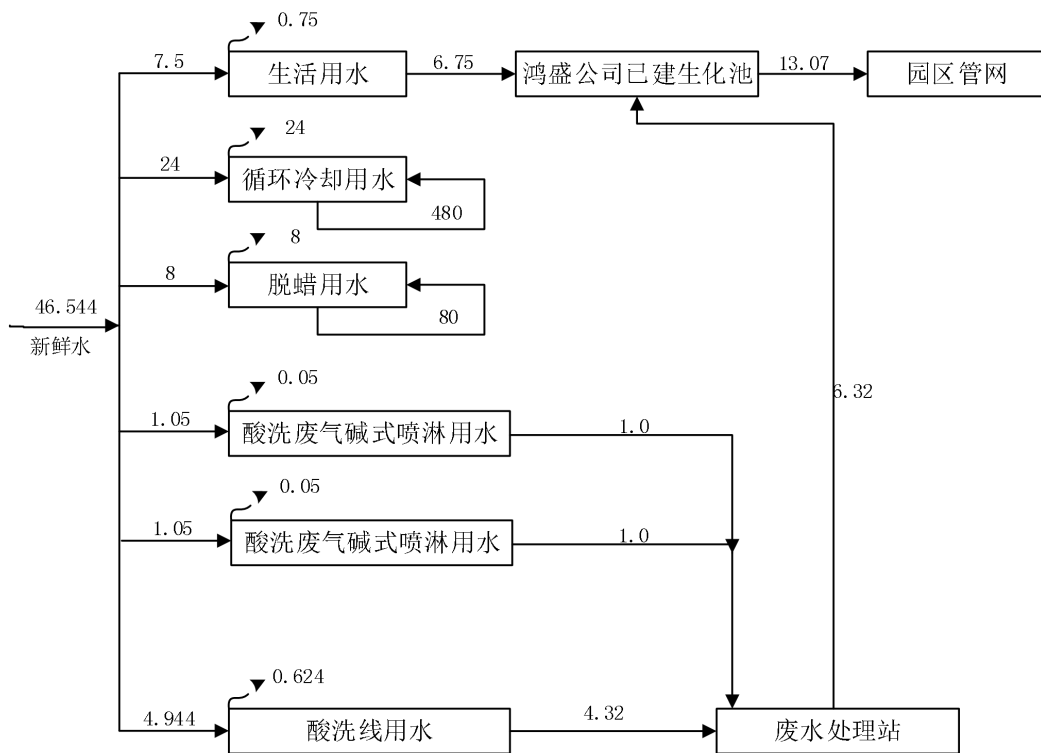 0.75
7.5
生活用水
6.75
鸿盛公司已建生化池
13.07
园区管网
24
24
循环冷却用水
480
8
8
脱蜡用水
80
46.544
新鲜水
0.05
6.32
1.05
酸洗废气碱式喷淋用水
1.0
0.05
1.05
酸洗废气碱式喷淋用水
1.0
0.624
4.944
酸洗线用水
4.32
废水处理站